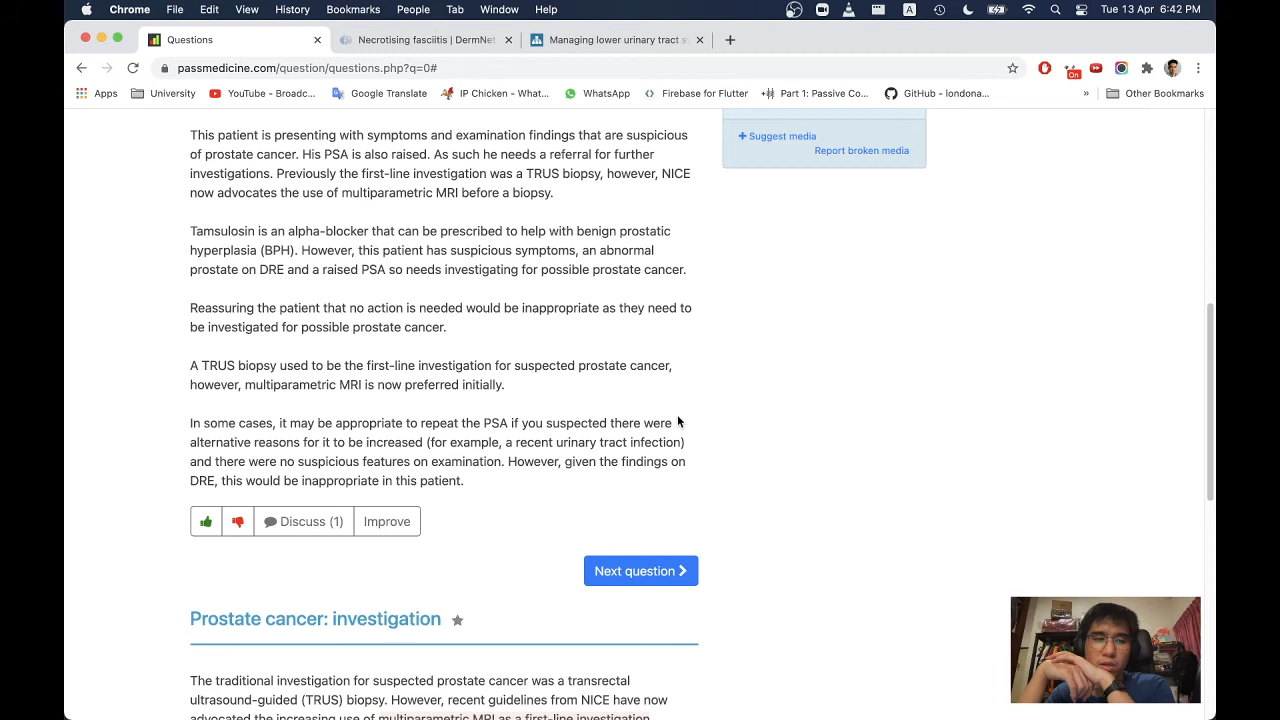 Chrome File Edit View History Bookmarks People Tab Window Help
A
Tue 13 Apr 6:42 PM
Questions
Necrotising fasciitis | DermNet
Managing lower urinary tract s
passmedicine.com/question/questions.php?q=0#
On
Apps University YouTube - Broadc... Google Translate IP Chicken - What... WhatsApp Firebase for Flutter Part 1: Passive Co... GitHub - londona... » Other Bookmarks
Suggest media
Report broken media
This patient is presenting with symptoms and examination findings that are suspicious
of prostate cancer. His PSA is also raised. As such he needs a referral for further
investigations. Previously the first-line investigation was a TRUS biopsy, however, NICE
now advocates the use of multiparametric MRI before a biopsy.
Tamsulosin is an alpha-blocker that can be prescribed to help with benign prostatic
hyperplasia (BPH). However, this patient has suspicious symptoms, an abnormal
prostate on DRE and a raised PSA so needs investigating for possible prostate cancer.
Reassuring the patient that no action is needed would be inappropriate as they need to
be investigated for possible prostate cancer.
A TRUS biopsy used to be the first-line investigation for suspected prostate cancer,
however, multiparametric MRI is now preferred initially.
In some cases, it may be appropriate to repeat the PSA if you suspected there were
alternative reasons for it to be increased (for example, a recent urinary tract infection)
and there were no suspicious features on examination. However, given the findings on
DRE, this would be inappropriate in this patient.
Discuss (1) Improve
Next question
Prostate cancer: investigation
The traditional investigation for suspected prostate cancer was a transrectal
ultrasound-guided (TRUS) biopsy. However, recent guidelines from NICE have now
advocated the increasing use of multiparametric MRI as a first-line investigation